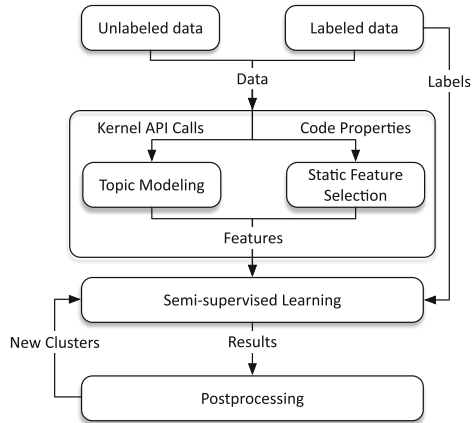 Unlabeled data
Labeled data
Data
Labels
Kernel API Calls
Code Properties
Topic Modeling
Static Feature
Selection
Features
Semi-supervised Learning
New Clusters
Results
Postprocessing